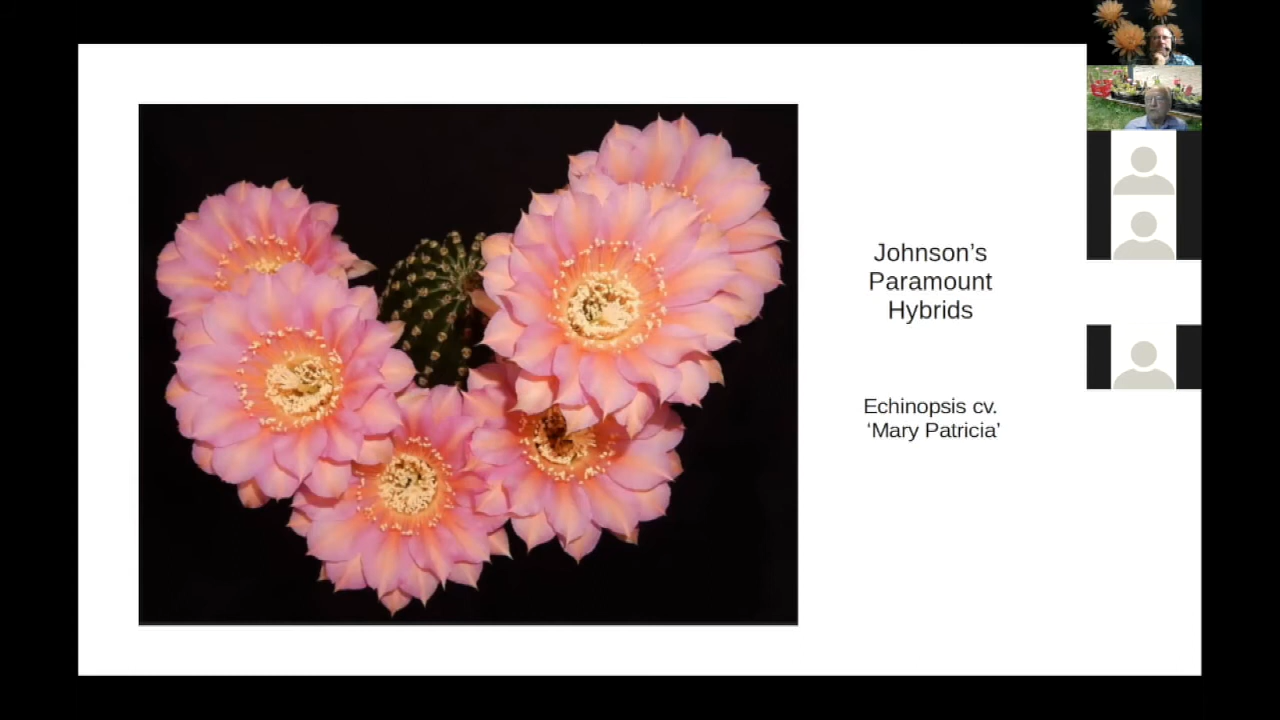 Johnson’s
Paramount
Hybrids
Echinopsis cv.
‘Mary Patricia’